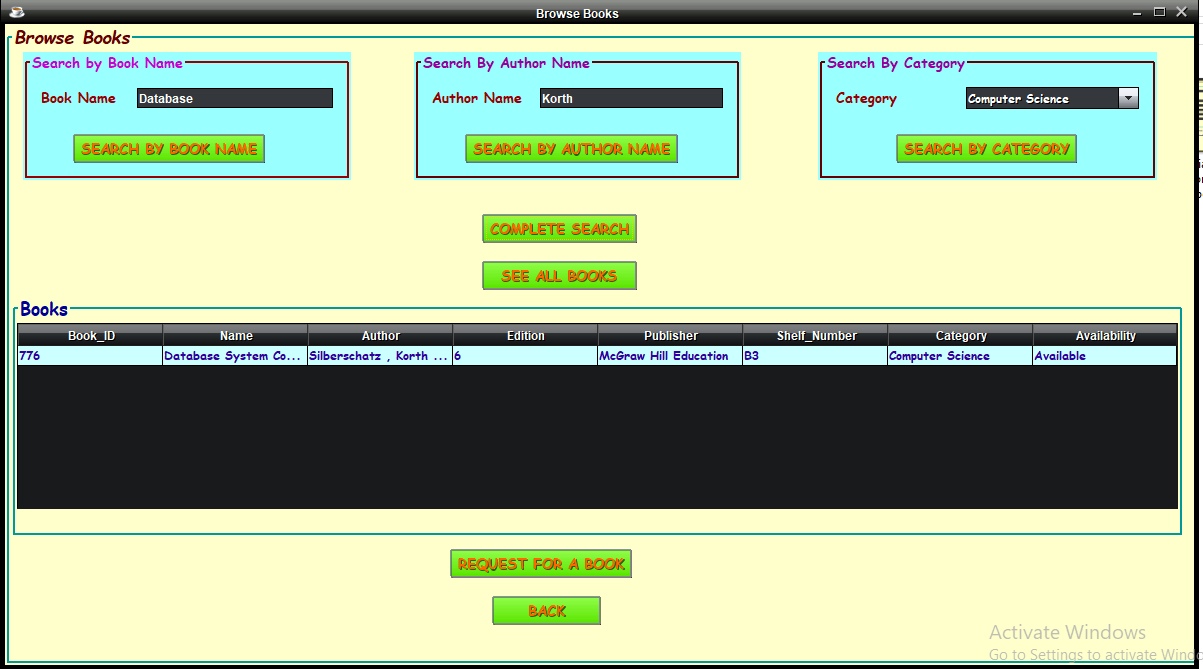 Browse Books
Browse Books
Search by Book Name
Book Name Database
SEARCH BY BOOK NAME
Search By Author Name
Author Name Korth
SEARCH BY AUTHOR NAME
Search By Category
Category Computer Science
SEARCH BY CATEGORY
COMPLETE SEARCH
SEE ALL BOOKS
Books
Book_ID Name Author Edition Publisher Shelf_Number Category Availability
776 Database System Co... Silberschatz , Korth ... 6 McGraw Hill Education B3 Computer Science Available
REQUEST FOR A BOOK
BACK
Activate Windows
Go to Settings to activate